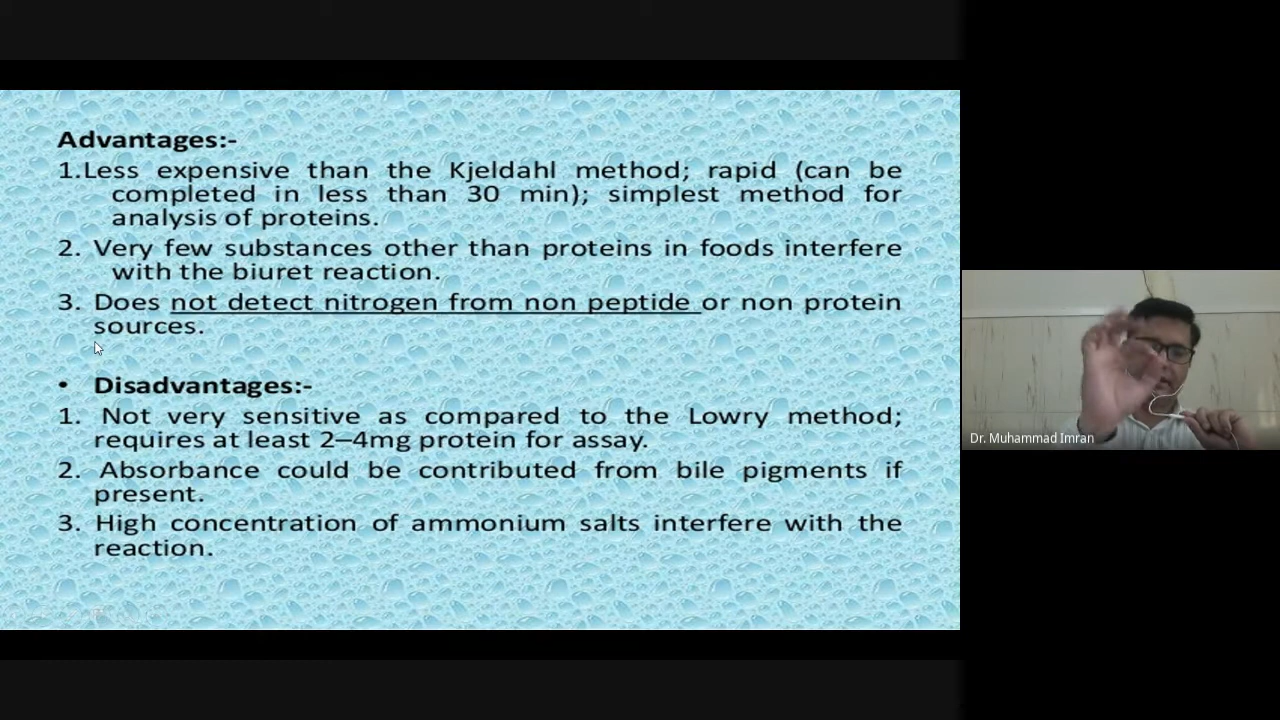 Advantages:-
1.Less expensive than the Kjeldahl method; rapid (can be
completed in less than 30 min); simplest method for
analysis of proteins.
2. Very few substances other than proteins in foods interfere
with the biuret reaction.
3. Does not detect nitrogen from non peptide or non protein
sources.
• Disadvantages:-
1. Not very sensitive as compared to the Lowry method;
requires at least 2–4mg protein for assay.
2. Absorbance could be contributed from bile pigments if
present.
3. High concentration of ammonium salts interfere with the
reaction.
Dr. Muhammad Imran